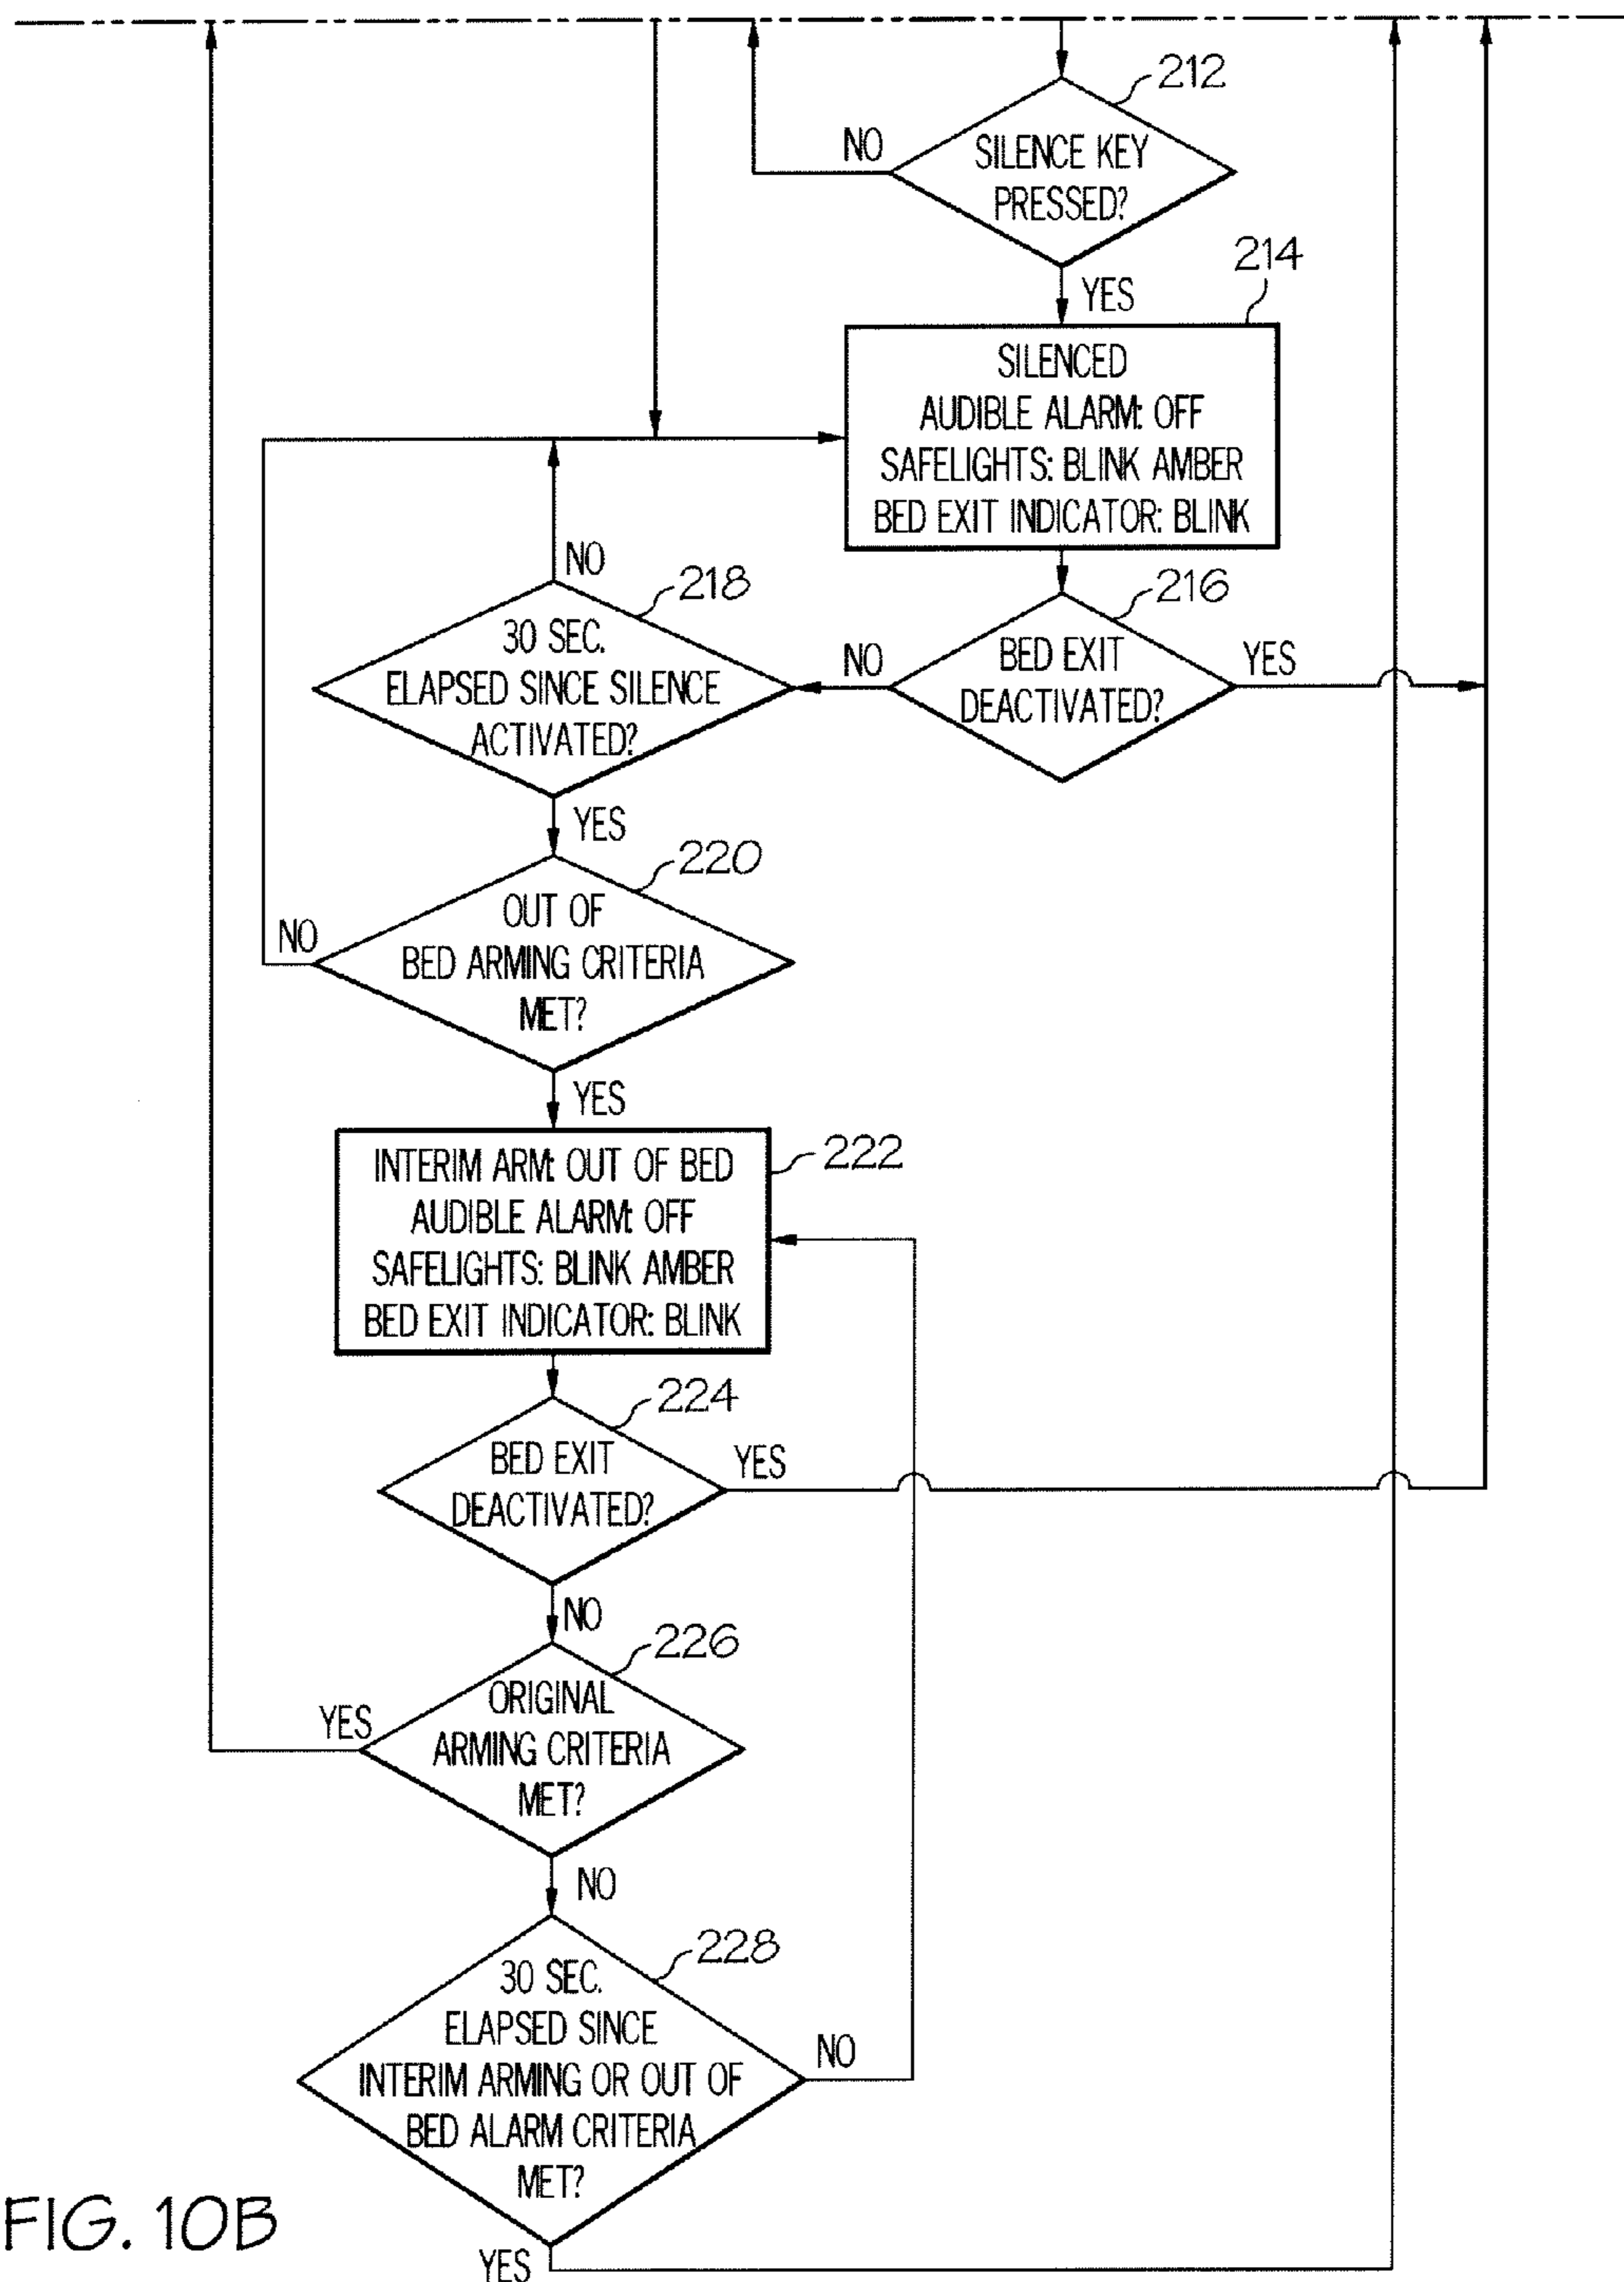 212
NO
SILENCE KEY
PRESSED?
YES
214
SILENCED
AUDIBLE ALARM: OFF
SAFELIGHTS: BLINK AMBER
BED EXIT INDICATOR: BLINK
NO
218
30 SEC.
ELAPSED SINCE SILENCE
ACTIVATED?
NO
216
BED EXIT
DEACTIVATED?
YES
YES
220
OUT OF
BED ARMING CRITERIA
MET?
NO
YES
222
INTERIM ARM: OUT OF BED
AUDIBLE ALARM: OFF
SAFELIGHTS: BLINK AMBER
BED EXIT INDICATOR: BLINK
224
BED EXIT
DEACTIVATED?
YES
NO
226
YES
ORIGINAL
ARMING CRITERIA
MET?
NO
228
30 SEC.
ELAPSED SINCE
INTERIM ARMING OR OUT OF
BED ALARM CRITERIA
MET?
NO
YES
FIG. 10B